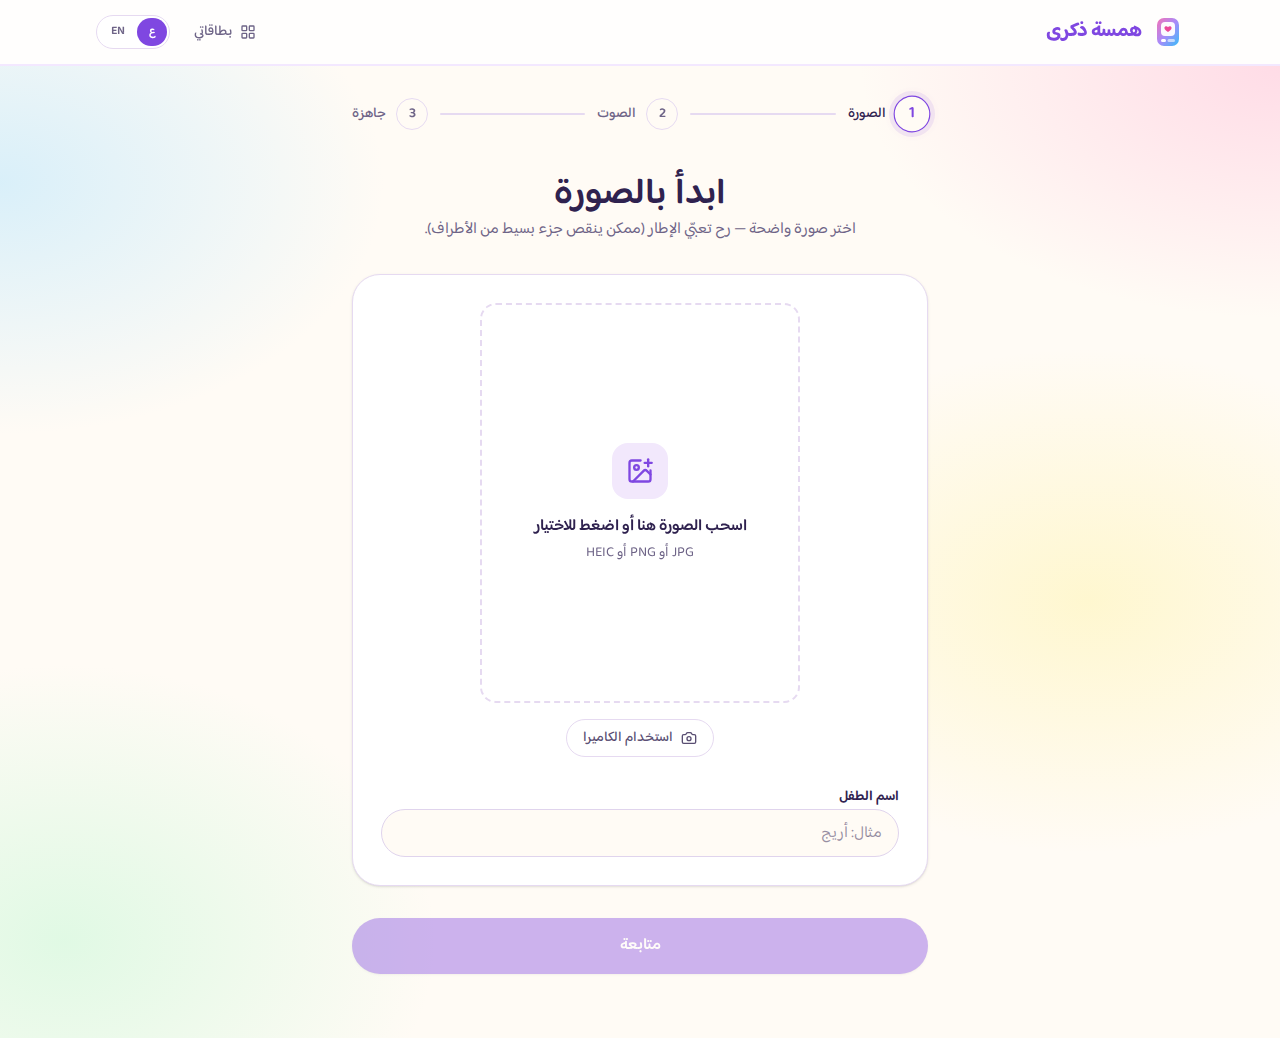 همسة ذكرى
بطاقاتي
ع
EN
1 الصورة
2 الصوت
3 جاهزة
ابدأ بالصورة
اختر صورة واضحة — رح تعبّي الإطار (ممكن ينقص جزء بسيط من الأطراف).
اسحب الصورة هنا أو اضغط للاختيار
JPG أو PNG أو HEIC
استخدام الكاميرا
اسم الطفل
مثال: أريج
متابعة